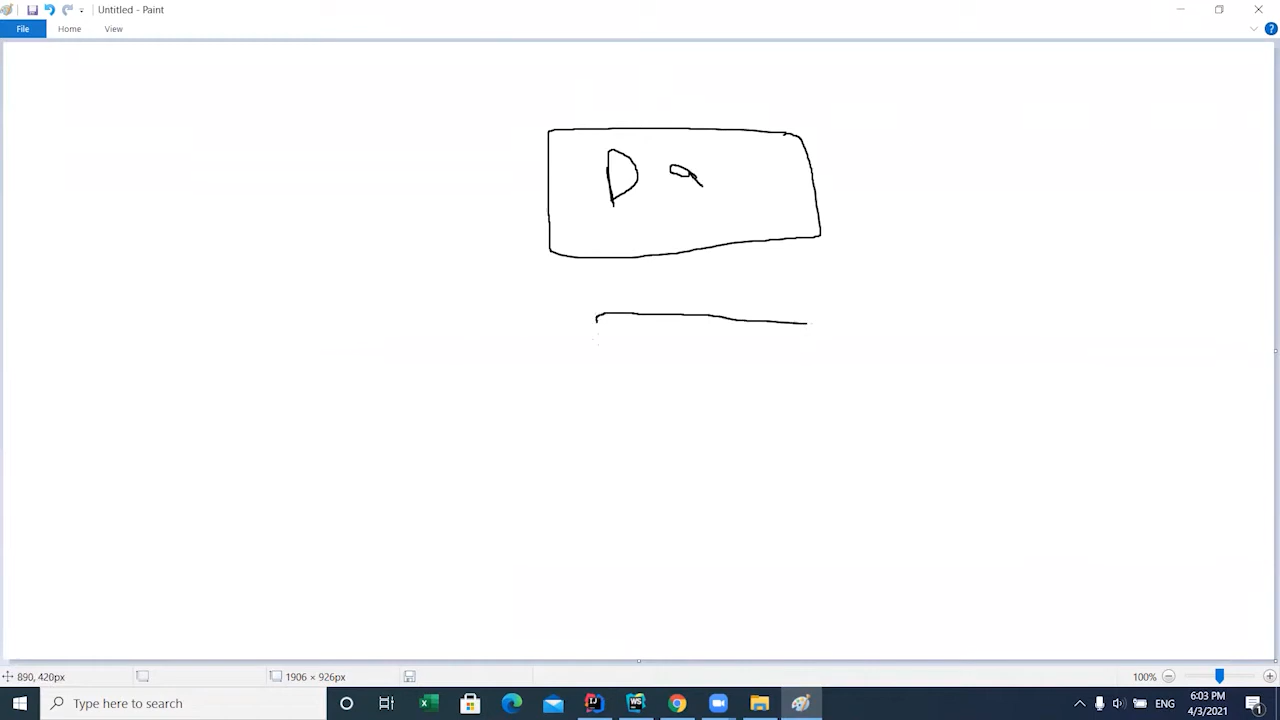 Untitled - Paint
File Home View
D a
890, 420px 1906 × 926px 100%
Type here to search
ENG
6:03 PM
4/3/2021